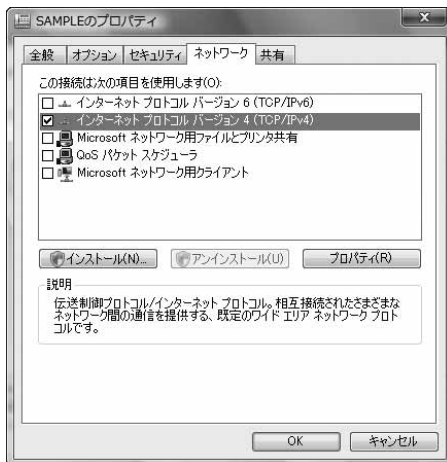 SAMPLEのプロパティ
全般 オプション セキュリティ ネットワーク 共有
この接続は次の項目を使用します(O):
インターネット プロトコル バージョン 6 (TCP/IPv6)
インターネット プロトコル バージョン 4 (TCP/IPv4)
Microsoft ネットワーク用ファイルとプリンタ共有
QoS パケット スケジューラ
Microsoft ネットワーク用クライアント
インストール(N)... アンインストール(U) プロパティ(R)
説明
伝送制御プロトコル/インターネット プロトコル。相互接続されたさまざまな
ネットワーク間の通信を提供する、既定のワイド エリア ネットワーク プロト
コルです。
OK キャンセル